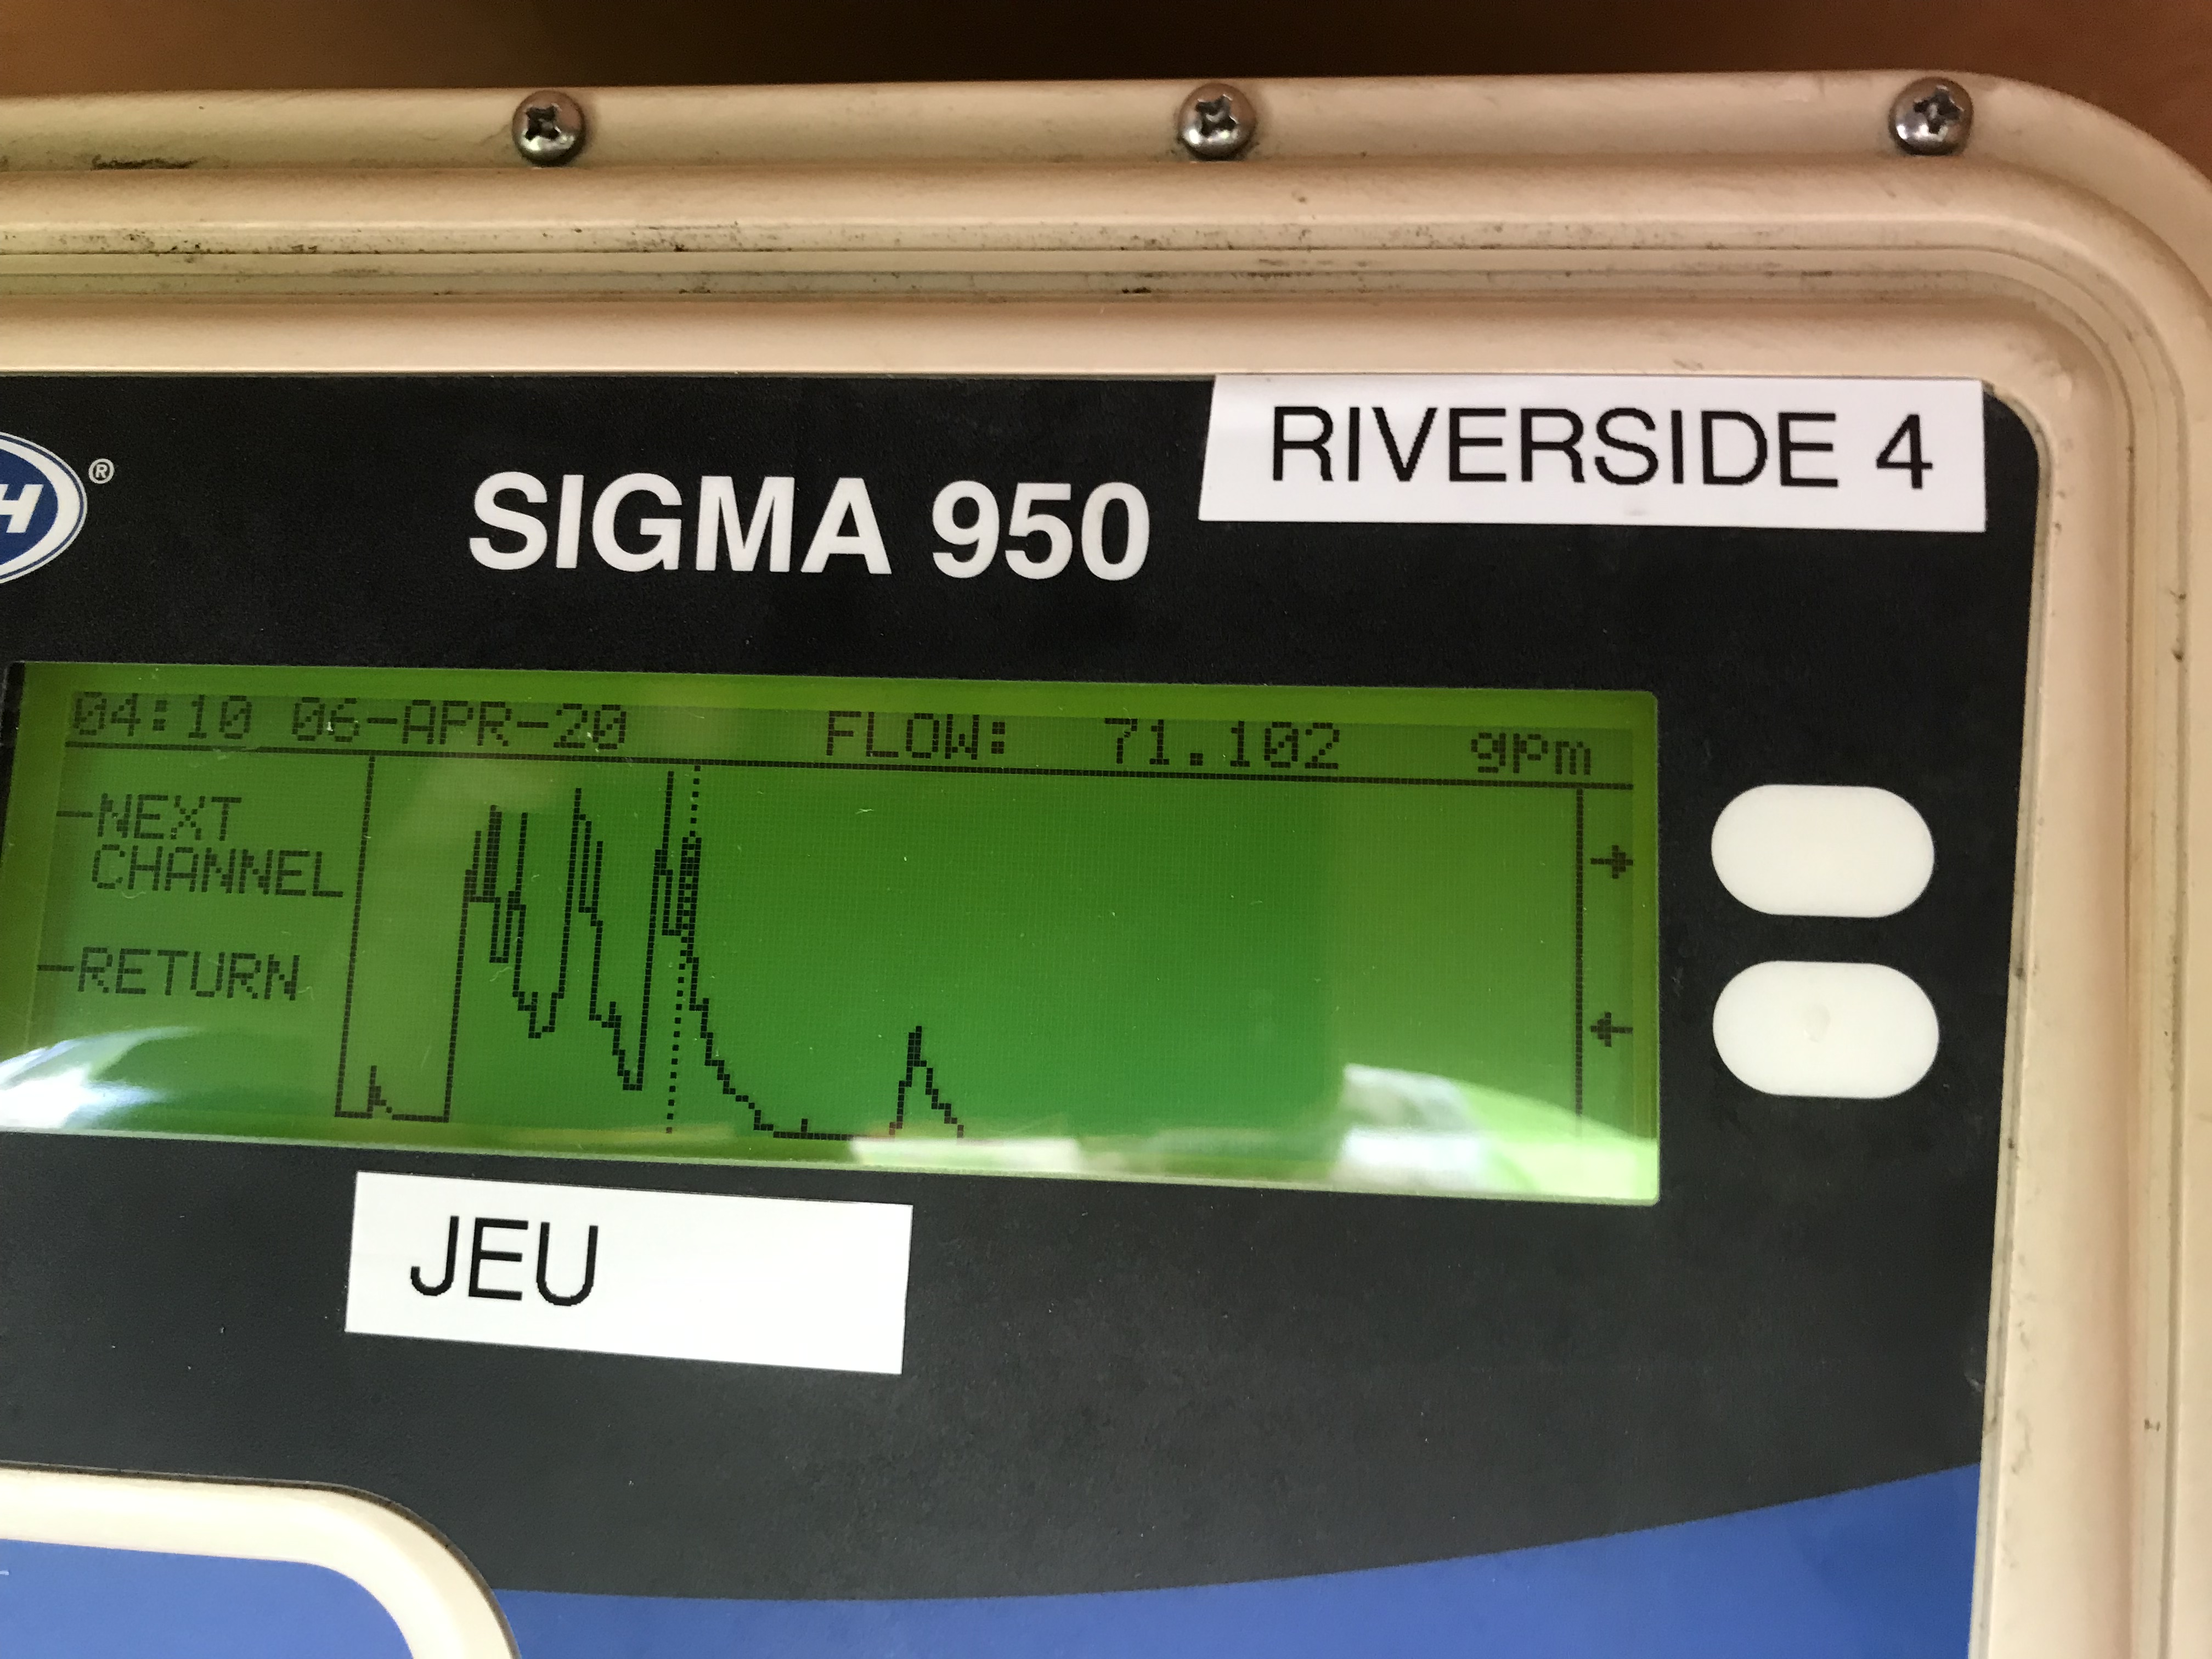 H®
SIGMA 950
RIVERSIDE 4
04:10 06-APR-20 FLOW: 71.102 gpm
-NEXT
CHANNEL
-RETURN
JEU